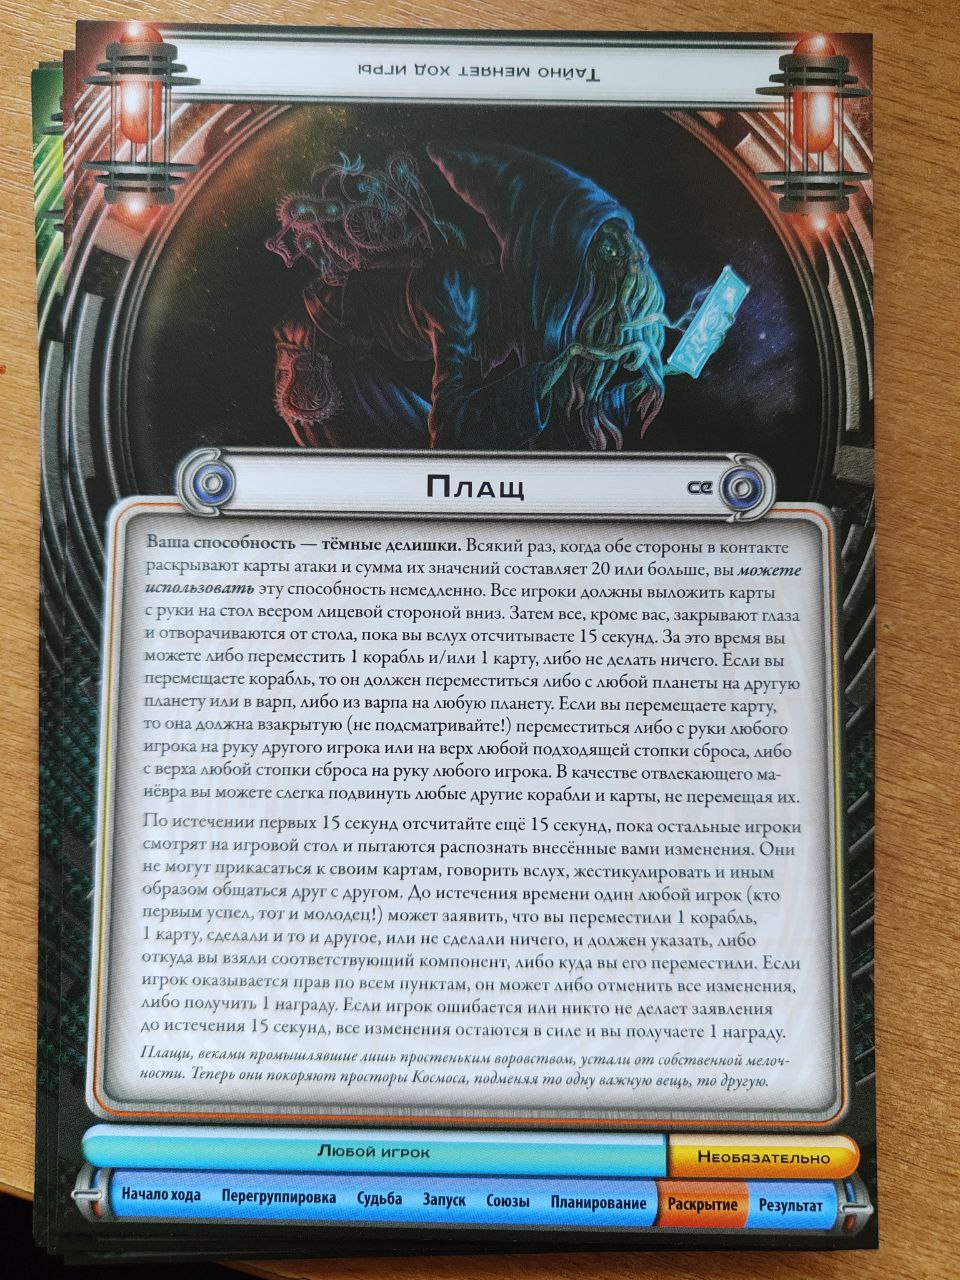 Тайно меняет ход игры
Плащ
ce
Ваша способность — тёмные делишки. Всякий раз, когда обе стороны в контакте
раскрывают карты атаки и сумма их значений составляет 20 или больше, вы можете
использовать эту способность немедленно. Все игроки должны выложить карты
с руки на стол веером лицевой стороной вниз. Затем все, кроме вас, закрывают глаза
и отворачиваются от стола, пока вы вслух отсчитываете 15 секунд. За это время вы
можете либо переместить 1 корабль и/или 1 карту, либо не делать ничего. Если вы
перемещаете корабль, то он должен переместиться либо с любой планеты на другую
планету или в варп, либо из варпа на любую планету. Если вы перемещаете карту,
то она должна взакрытую (не подсматривайте!) переместиться либо с руки любого
игрока на руку другого игрока или на верх любой подходящей стопки сброса, либо
с верха любой стопки сброса на руку любого игрока. В качестве отвлекающего ма-
нёвра вы можете слегка подвинуть любые другие корабли и карты, не перемещая их.
По истечении первых 15 секунд отсчитайте ещё 15 секунд, пока остальные игроки
смотрят на игровой стол и пытаются распознать внесённые вами изменения. Они
не могут прикасаться к своим картам, говорить вслух, жестикулировать и иным
образом общаться друг с другом. До истечения времени один любой игрок (кто
первым успел, тот и молодец!) может заявить, что вы переместили 1 корабль,
1 карту, сделали и то и другое, или не сделали ничего, и должен указать, либо
откуда вы взяли соответствующий компонент, либо куда вы его переместили. Если
игрок оказывается прав по всем пунктам, он может либо отменить все изменения,
либо получить 1 награду. Если игрок ошибается или никто не делает заявления
до истечения 15 секунд, все изменения остаются в силе и вы получаете 1 награду.
Плащи, веками промышлявшие лишь простеньким воровством, устали от собственной мелоч-
ности. Теперь они покоряют просторы Космоса, подменяя то одну важную вещь, то другую.
Любой игрок Необязательно
Начало хода Перегруппировка Судьба Запуск Союзы Планирование Раскрытие Результат